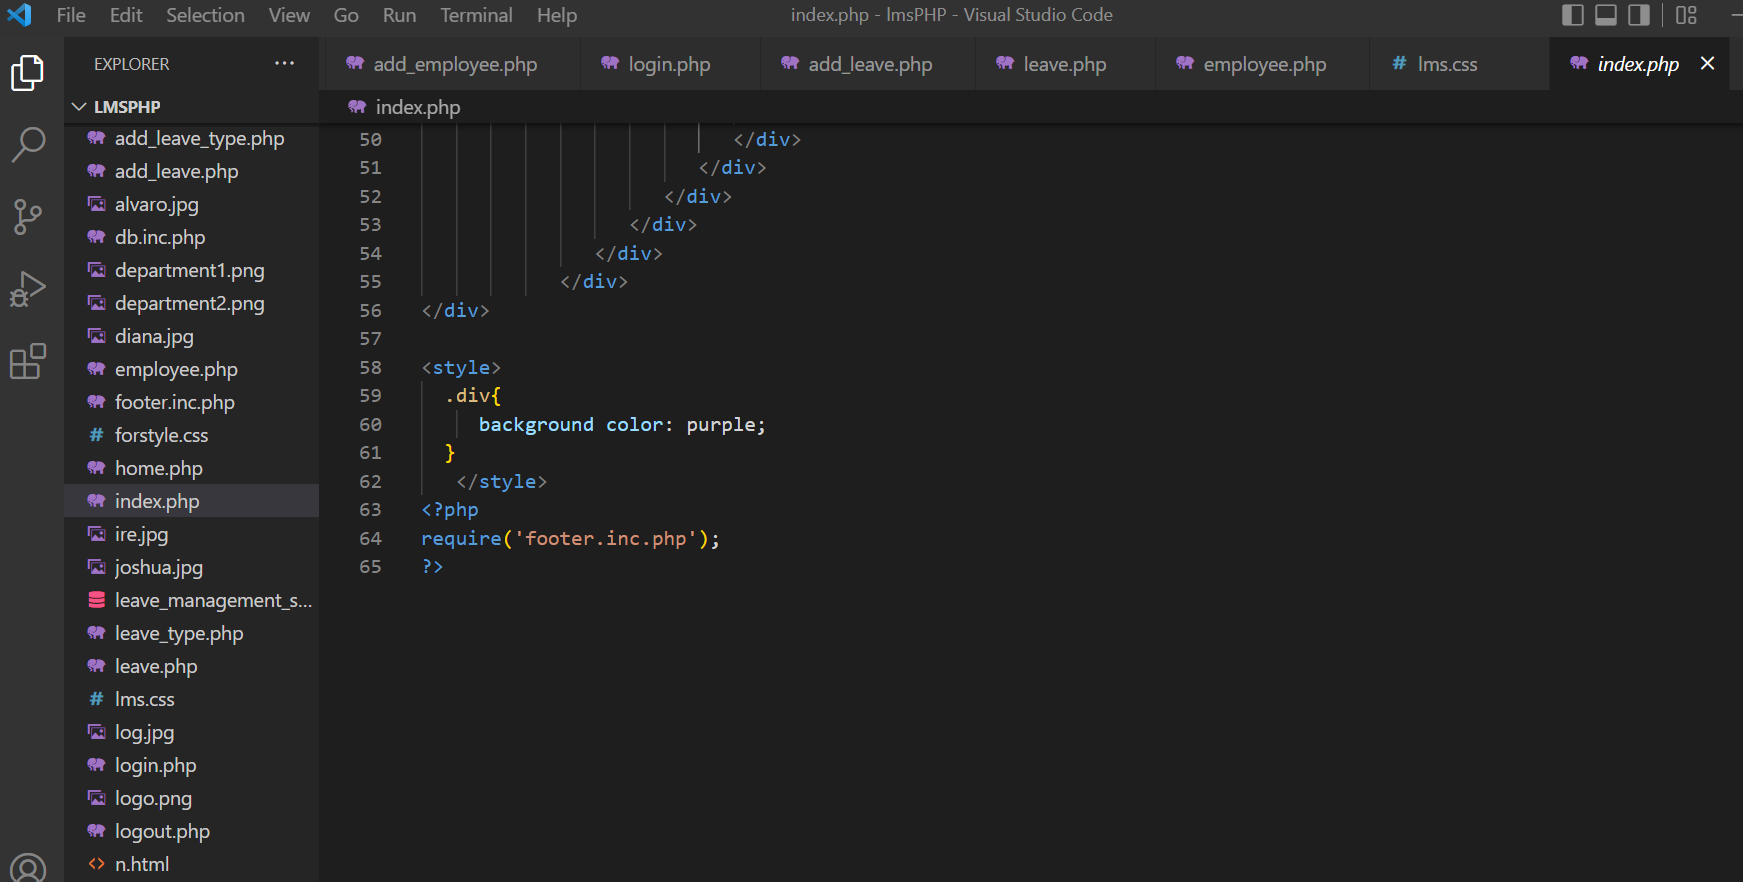 File Edit Selection View Go Run Terminal Help index.php - lmsPHP - Visual Studio Code
EXPLORER ···
add_employee.php login.php add_leave.php leave.php employee.php # lms.css index.php ×
LMSPHP
index.php
add_leave_type.php
add_leave.php
alvaro.jpg
db.inc.php
department1.png
department2.png
diana.jpg
employee.php
footer.inc.php
# forstyle.css
home.php
index.php
ire.jpg
joshua.jpg
leave_management_s...
leave_type.php
leave.php
# lms.css
log.jpg
login.php
logo.png
logout.php
<> n.html
50 </div>
51 </div>
52 </div>
53 </div>
54 </div>
55 </div>
56 </div>
57
58 <style>
59 .div{
60 background color: purple;
61 }
62 </style>
63 <?php
64 require('footer.inc.php');
65 ?>